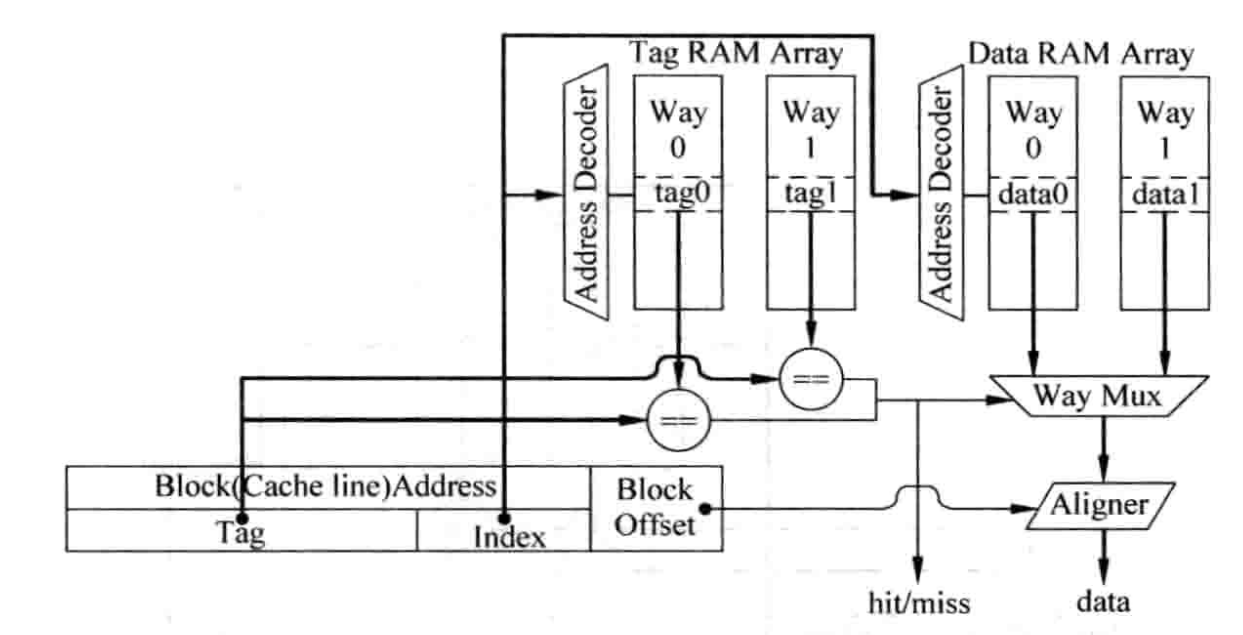 Tag RAM Array
Data RAM Array
Address Decoder
Way
0
tag0
Way
1
tag1
Address Decoder
Way
0
data0
Way
1
data1
==
==
Way Mux
Block(Cache line)Address
Tag
Index
Block
Offset
Aligner
hit/miss
data